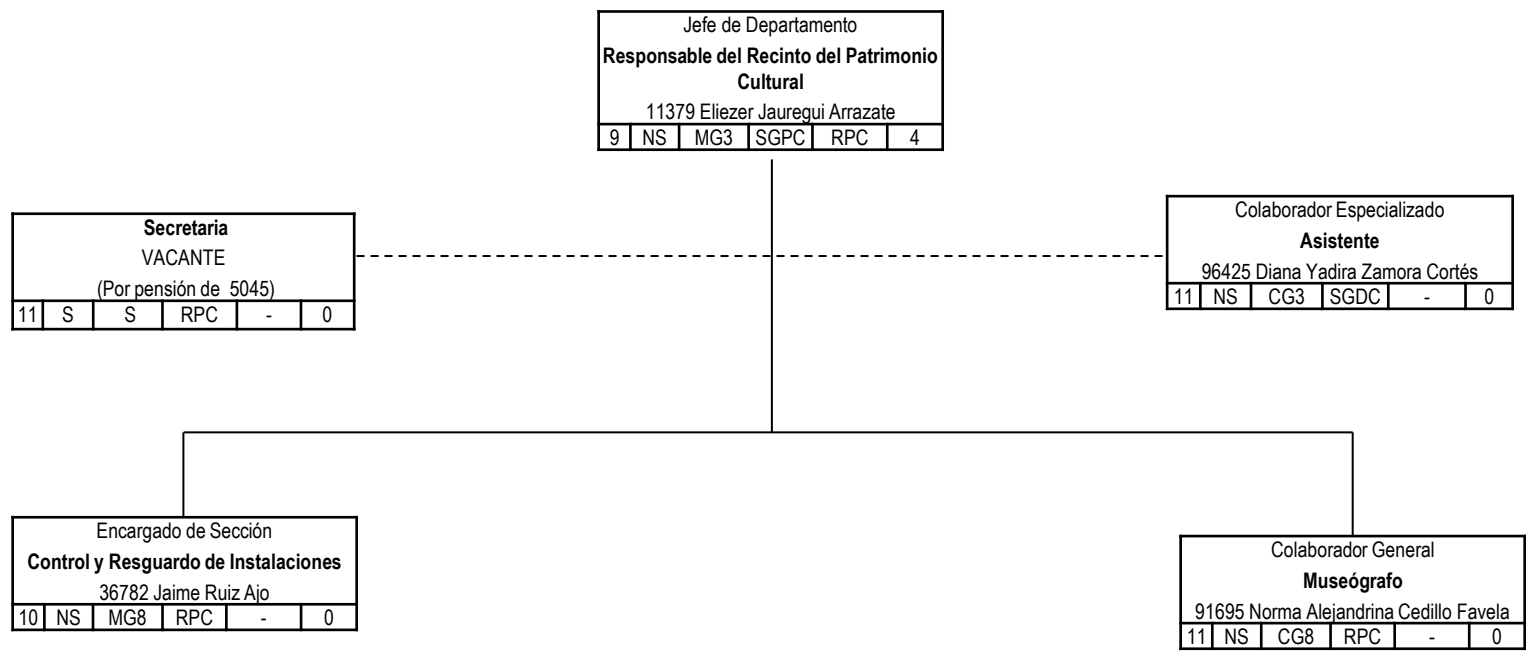 Jefe de Departamento
Responsable del Recinto del Patrimonio
Cultural
11379 Eliezer Jauregui Arrazate
9 NS MG3 SGPC RPC 4
Secretaria
VACANTE
(Por pensión de 5045)
11 S S RPC - 0
Colaborador Especializado
Asistente
96425 Diana Yadira Zamora Cortés
11 NS CG3 SGDC - 0
Encargado de Sección
Control y Resguardo de Instalaciones
36782 Jaime Ruiz Ajo
10 NS MG8 RPC - 0
Colaborador General
Museógrafo
91695 Norma Alejandrina Cedillo Favela
11 NS CG8 RPC - 0